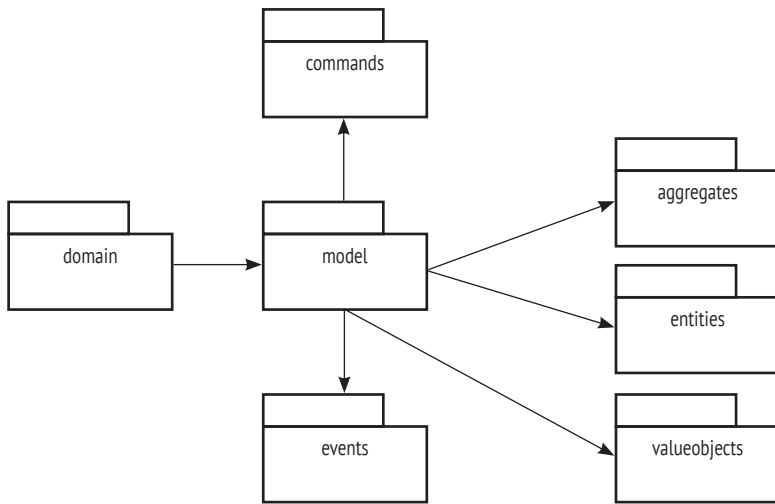 commands
aggregates
domain
model
entities
events
valueobjects